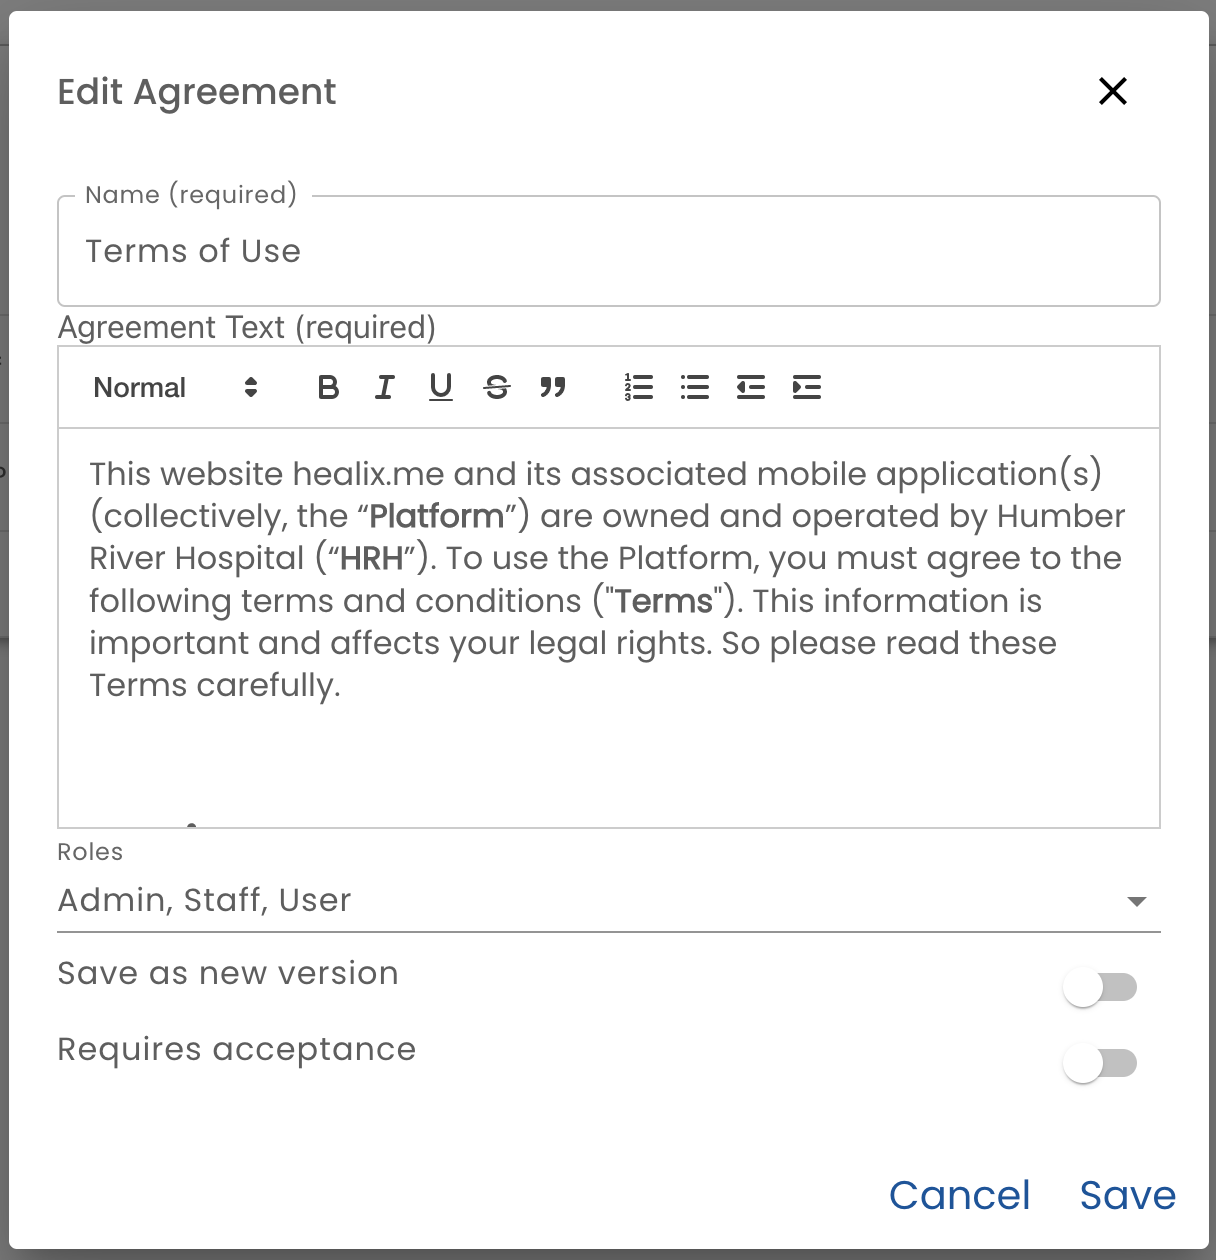 Edit Agreement
Name (required)
Terms of Use
Agreement Text (required)
Normal
This website healix.me and its associated mobile application(s)
(collectively, the “Platform”) are owned and operated by Humber
River Hospital (“HRH”). To use the Platform, you must agree to the
following terms and conditions ("Terms"). This information is
important and affects your legal rights. So please read these
Terms carefully.
Roles
Admin, Staff, User
Save as new version
Requires acceptance
Cancel Save